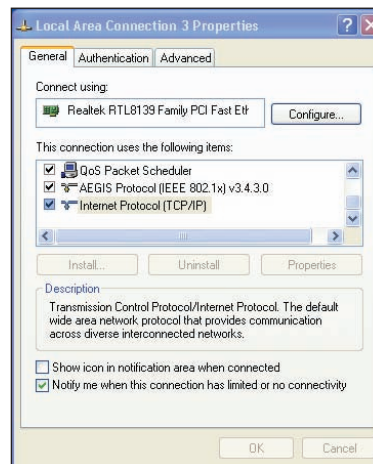 Local Area Connection 3 Properties
General Authentication Advanced
Connect using:
Realtek RTL8139 Family PCI Fast Eth
Configure...
This connection uses the following items:
QoS Packet Scheduler
AEGIS Protocol (IEEE 802.1x) v3.4.3.0
Internet Protocol (TCP/IP)
Install... Uninstall Properties
Description
Transmission Control Protocol/Internet Protocol. The default
wide area network protocol that provides communication
across diverse interconnected networks.
Show icon in notification area when connected
Notify me when this connection has limited or no connectivity
OK Cancel